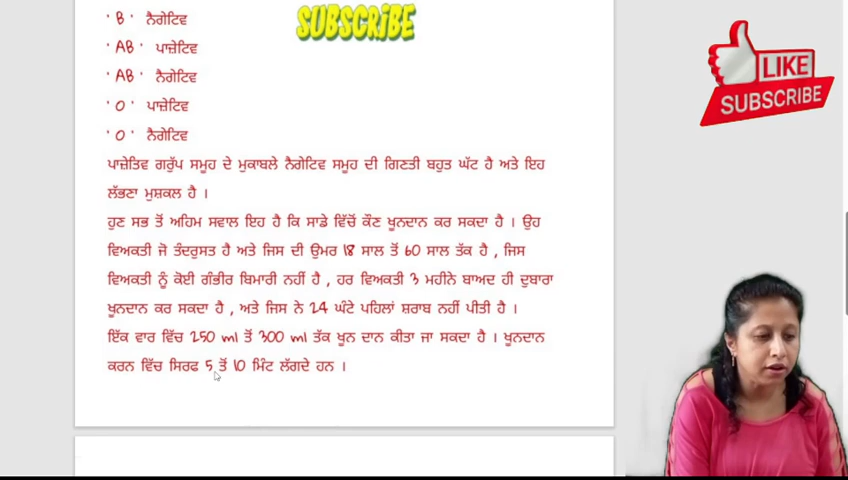 ' B ' ਨੈਗੇਟਿਵ
' AB ' ਪਾਜ਼ੇਟਿਵ
' AB ' ਨੈਗੇਟਿਵ
' O ' ਪਾਜ਼ੇਟਿਵ
' O ' ਨੈਗੇਟਿਵ
ਪਾਜ਼ੇਤਿਵ ਗਰੁੱਪ ਸਮੂਹ ਦੇ ਮੁਕਾਬਲੇ ਨੈਗੇਟਿਵ ਸਮੂਹ ਦੀ ਗਿਣਤੀ ਬਹੁਤ ਘੱਟ ਹੈ ਅਤੇ ਇਹ
ਲੱਭਣਾ ਮੁਸ਼ਕਲ ਹੈ ।
ਹੁਣ ਸਭ ਤੋਂ ਅਹਿਮ ਸਵਾਲ ਇਹ ਹੈ ਕਿ ਸਾਡੇ ਵਿੱਚੋਂ ਕੌਣ ਖੂਨਦਾਨ ਕਰ ਸਕਦਾ ਹੈ । ਉਹ
ਵਿਅਕਤੀ ਜੋ ਤੰਦਰੁਸਤ ਹੈ ਅਤੇ ਜਿਸ ਦੀ ਉਮਰ 18 ਸਾਲ ਤੋਂ 60 ਸਾਲ ਤੱਕ ਹੈ , ਜਿਸ
ਵਿਅਕਤੀ ਨੂੰ ਕੋਈ ਗੰਭੀਰ ਬਿਮਾਰੀ ਨਹੀਂ ਹੈ , ਹਰ ਵਿਅਕਤੀ 3 ਮਹੀਨੇ ਬਾਅਦ ਹੀ ਦੁਬਾਰਾ
ਖੂਨਦਾਨ ਕਰ ਸਕਦਾ ਹੈ , ਅਤੇ ਜਿਸ ਨੇ 24 ਘੰਟੇ ਪਹਿਲਾਂ ਸ਼ਰਾਬ ਨਹੀਂ ਪੀਤੀ ਹੈ ।
ਇੱਕ ਵਾਰ ਵਿੱਚ 250 ml ਤੋਂ 300 ml ਤੱਕ ਖੂਨ ਦਾਨ ਕੀਤਾ ਜਾ ਸਕਦਾ ਹੈ । ਖੂਨਦਾਨ
ਕਰਨ ਵਿੱਚ ਸਿਰਫ 5 ਤੋਂ 10 ਮਿੰਟ ਲੱਗਦੇ ਹਨ ।
SUBSCRIBE
LIKE
SUBSCRIBE